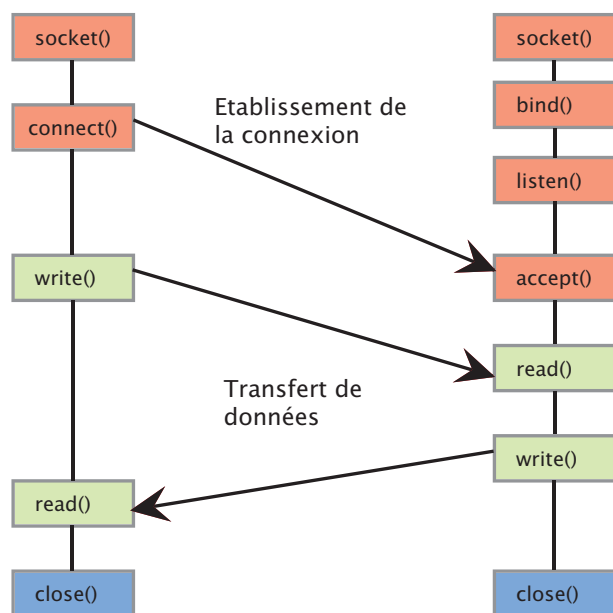 socket()
socket()
bind()
connect()
Etablissement de
la connexion
listen()
write()
accept()
read()
Transfert de
données
write()
read()
close()
close()